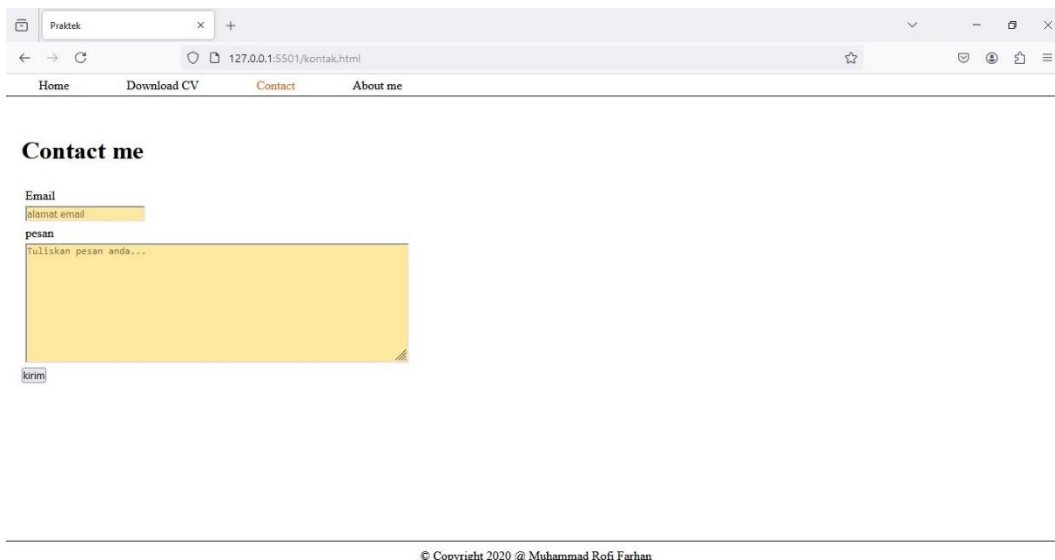 Praktek
127.0.0.1:5501/kontak.html
Home Download CV Contact About me
Contact me
Email
alamat email
pesan
Tuliskan pesan anda...
kirim
© Copyright 2020 @ Muhammad Rofi Farhan